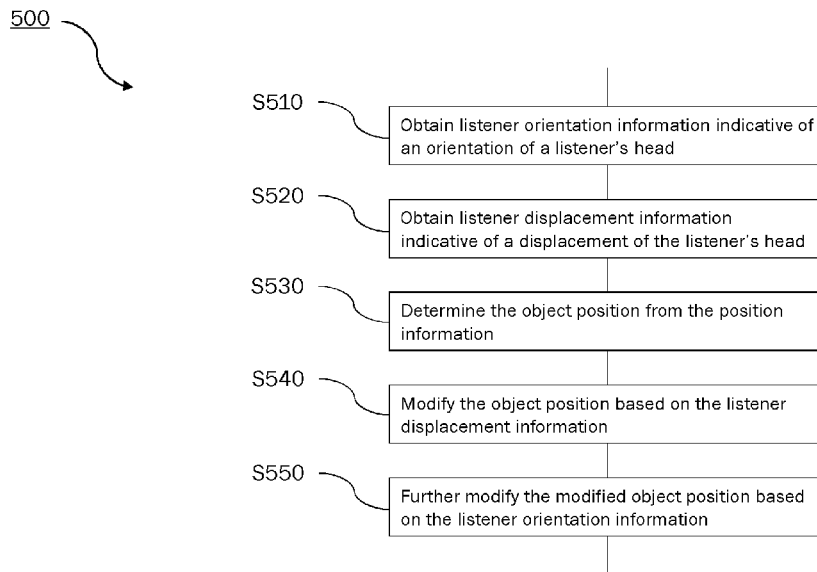 500
S510
Obtain listener orientation information indicative of
an orientation of a listener's head
S520
Obtain listener displacement information
indicative of a displacement of the listener's head
S530
Determine the object position from the position
information
S540
Modify the object position based on the listener
displacement information
S550
Further modify the modified object position based
on the listener orientation information